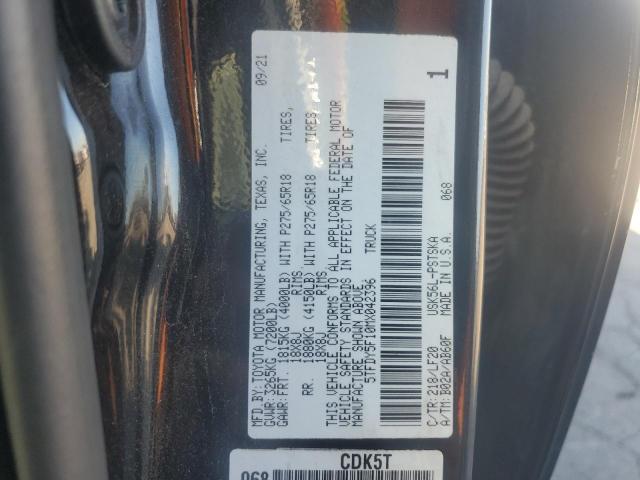 MFD.BY:TOYOTA MOTOR MANUFACTURING, TEXAS, INC. 09/21
GVWR: 3265KG (7200LB)
GAWR:FRT. 1815KG (4000LB) WITH P275/65R18 TIRES,
18X8J RIMS
RR. 1880KG (4150LB) WITH P275/65R18 TIRES,
18X8J RIMS
THIS VEHICLE CONFORMS TO ALL APPLICABLE FEDERAL MOTOR
VEHICLE SAFETY STANDARDS IN EFFECT ON THE DATE OF
MANUFACTURE SHOWN ABOVE.
5TFDY5F10MX042396 TRUCK
C/TR:218/LF20 USK56L-PSTSKA 068
A/TM:B02A/AB60F MADE IN U.S.A.
1
CDK5T
068